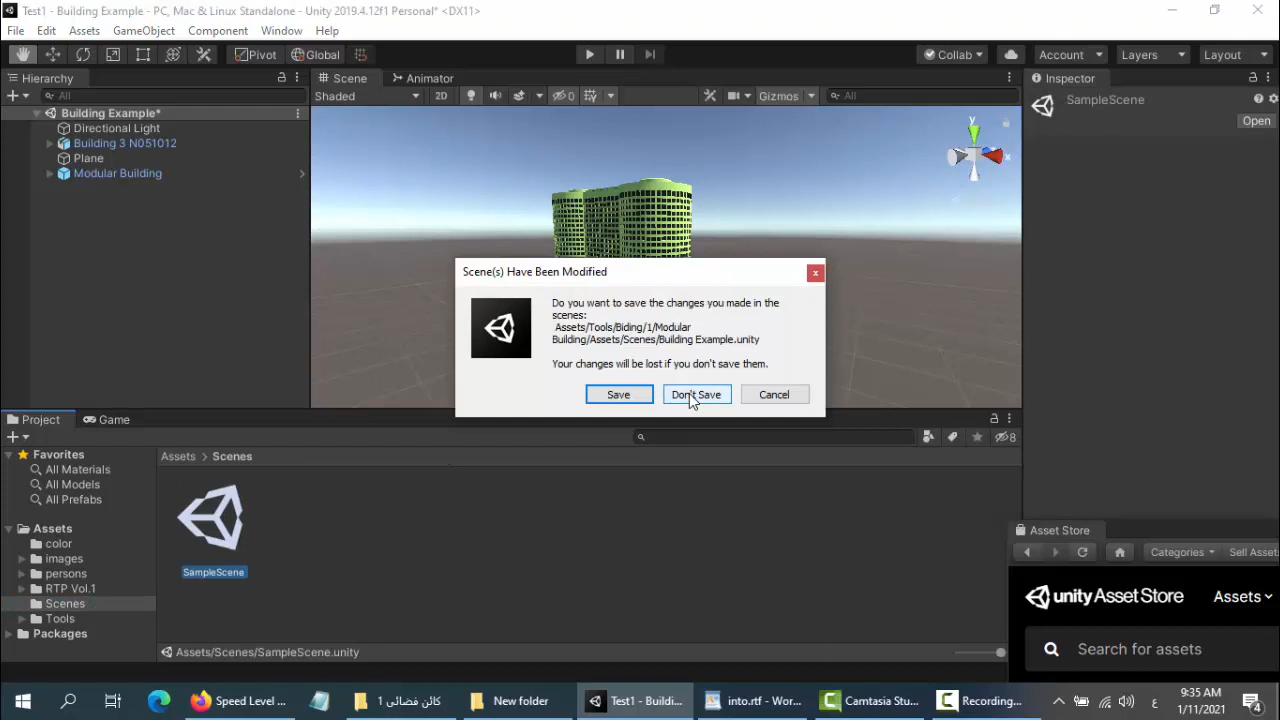 Test1 - Building Example - PC, Mac & Linux Standalone - Unity 2019.4.12f1 Personal* <DX11>
File Edit Assets GameObject Component Window Help
Pivot Global Collab Account Layers Layout
Hierarchy
All
Building Example*
Directional Light
Building 3 N051012
Plane
Modular Building
Scene Animator
Shaded 2D 0 Gizmos All
y
x
Inspector
SampleScene
Open
Scene(s) Have Been Modified
Do you want to save the changes you made in the
scenes:
Assets/Tools/Biding/1/Modular
Building/Assets/Scenes/Building Example.unity
Your changes will be lost if you don't save them.
Save Don't Save Cancel
Project Game
8
Favorites
All Materials
All Models
All Prefabs
Assets
color
images
persons
RTP Vol.1
Scenes
Tools
Packages
Assets > Scenes
SampleScene
Assets/Scenes/SampleScene.unity
Asset Store
Categories Sell Asset
unity Asset Store Assets
Search for assets
Speed Level ...
كائن فضائى 1
New folder
Test1 - Buildi...
into.rtf - Wor...
Camtasia Stu...
Recording...
ع
9:35 AM
1/11/2021
4